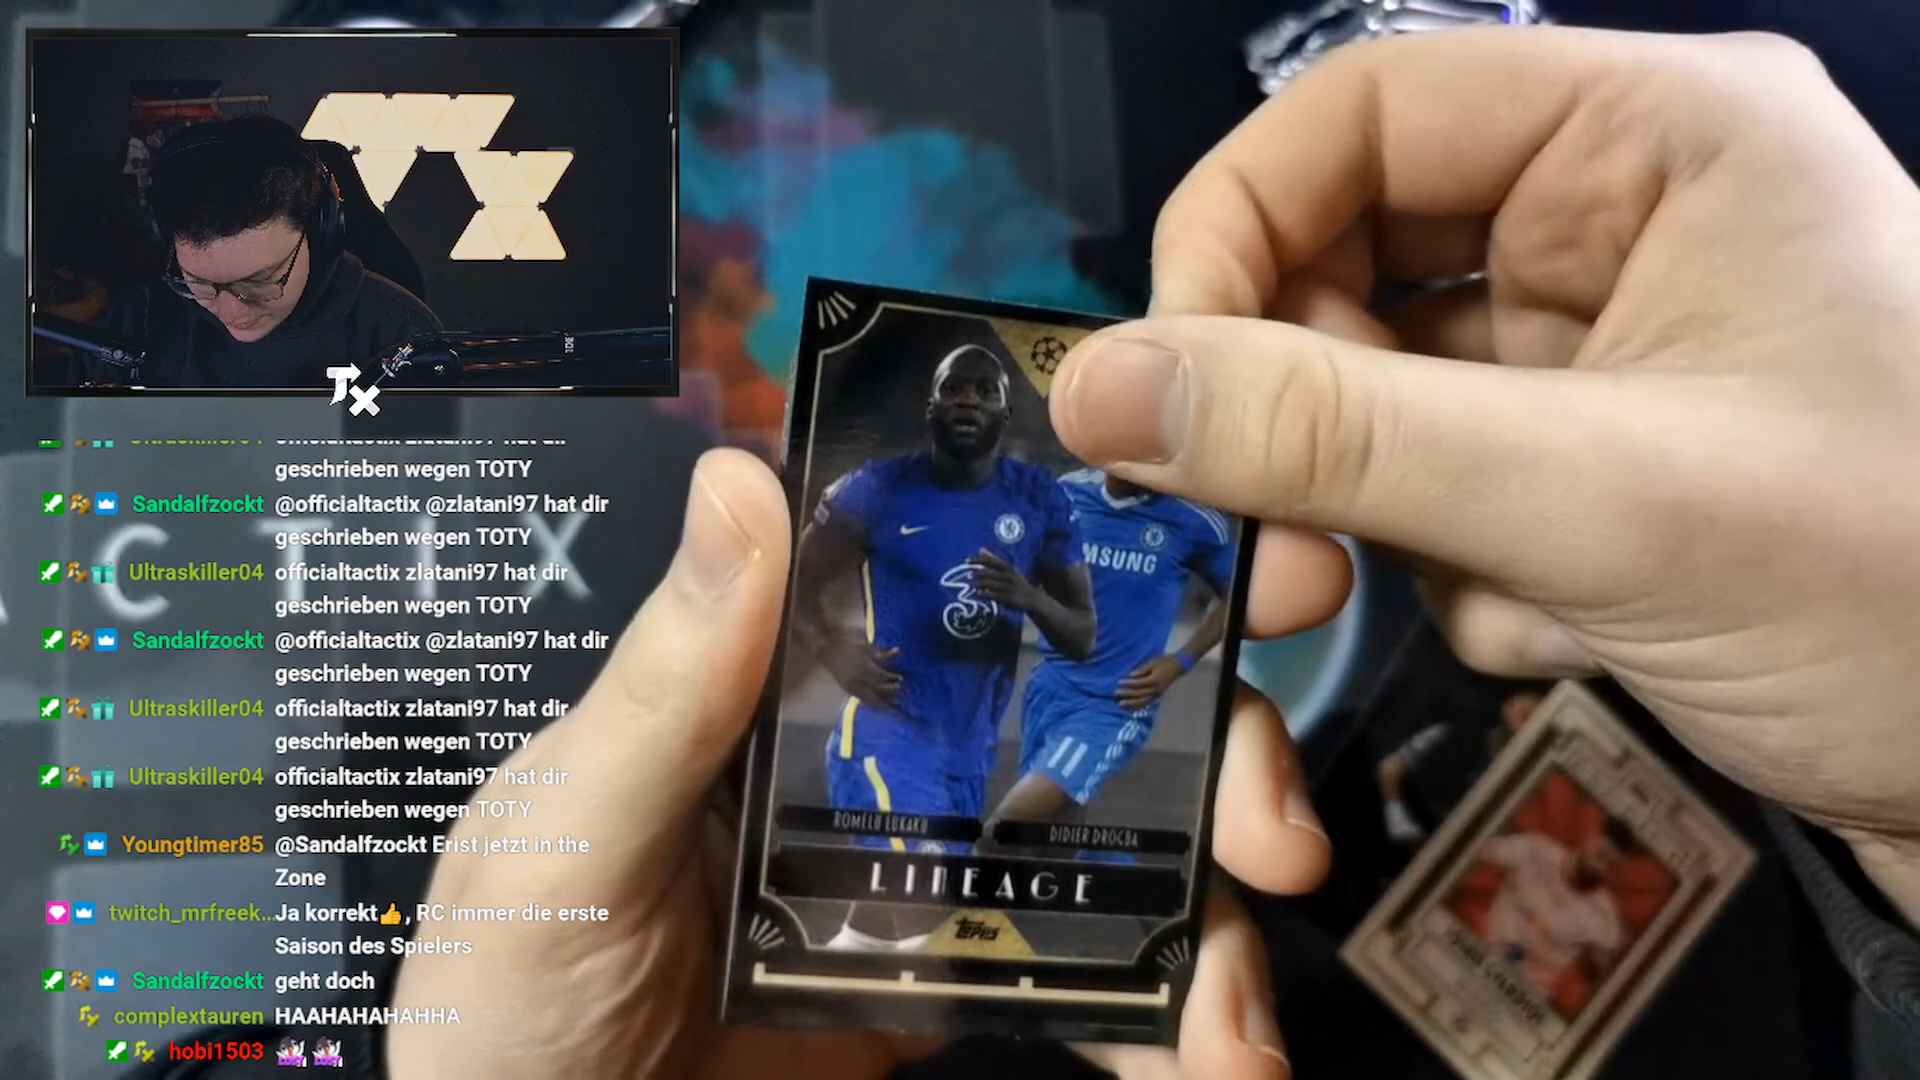 geschrieben wegen TOTY
Sandalfzockt @officialtactix @zlatani97 hat dir
geschrieben wegen TOTY
Ultraskiller04 officialtactix zlatani97 hat dir
geschrieben wegen TOTY
Sandalfzockt @officialtactix @zlatani97 hat dir
geschrieben wegen TOTY
Ultraskiller04 officialtactix zlatani97 hat dir
geschrieben wegen TOTY
Ultraskiller04 officialtactix zlatani97 hat dir
geschrieben wegen TOTY
Youngtimer85 @Sandalfzockt Erist jetzt in the
Zone
twitch_mrfreek... Ja korrekt👍, RC immer die erste
Saison des Spielers
Sandalfzockt geht doch
complextauren HAAHAHAHAHHA
hobi1503
C T I X
3
MSUNG
11
ROMELU LUKAKU
DIDIER DROGBA
LINEAGE
Topps